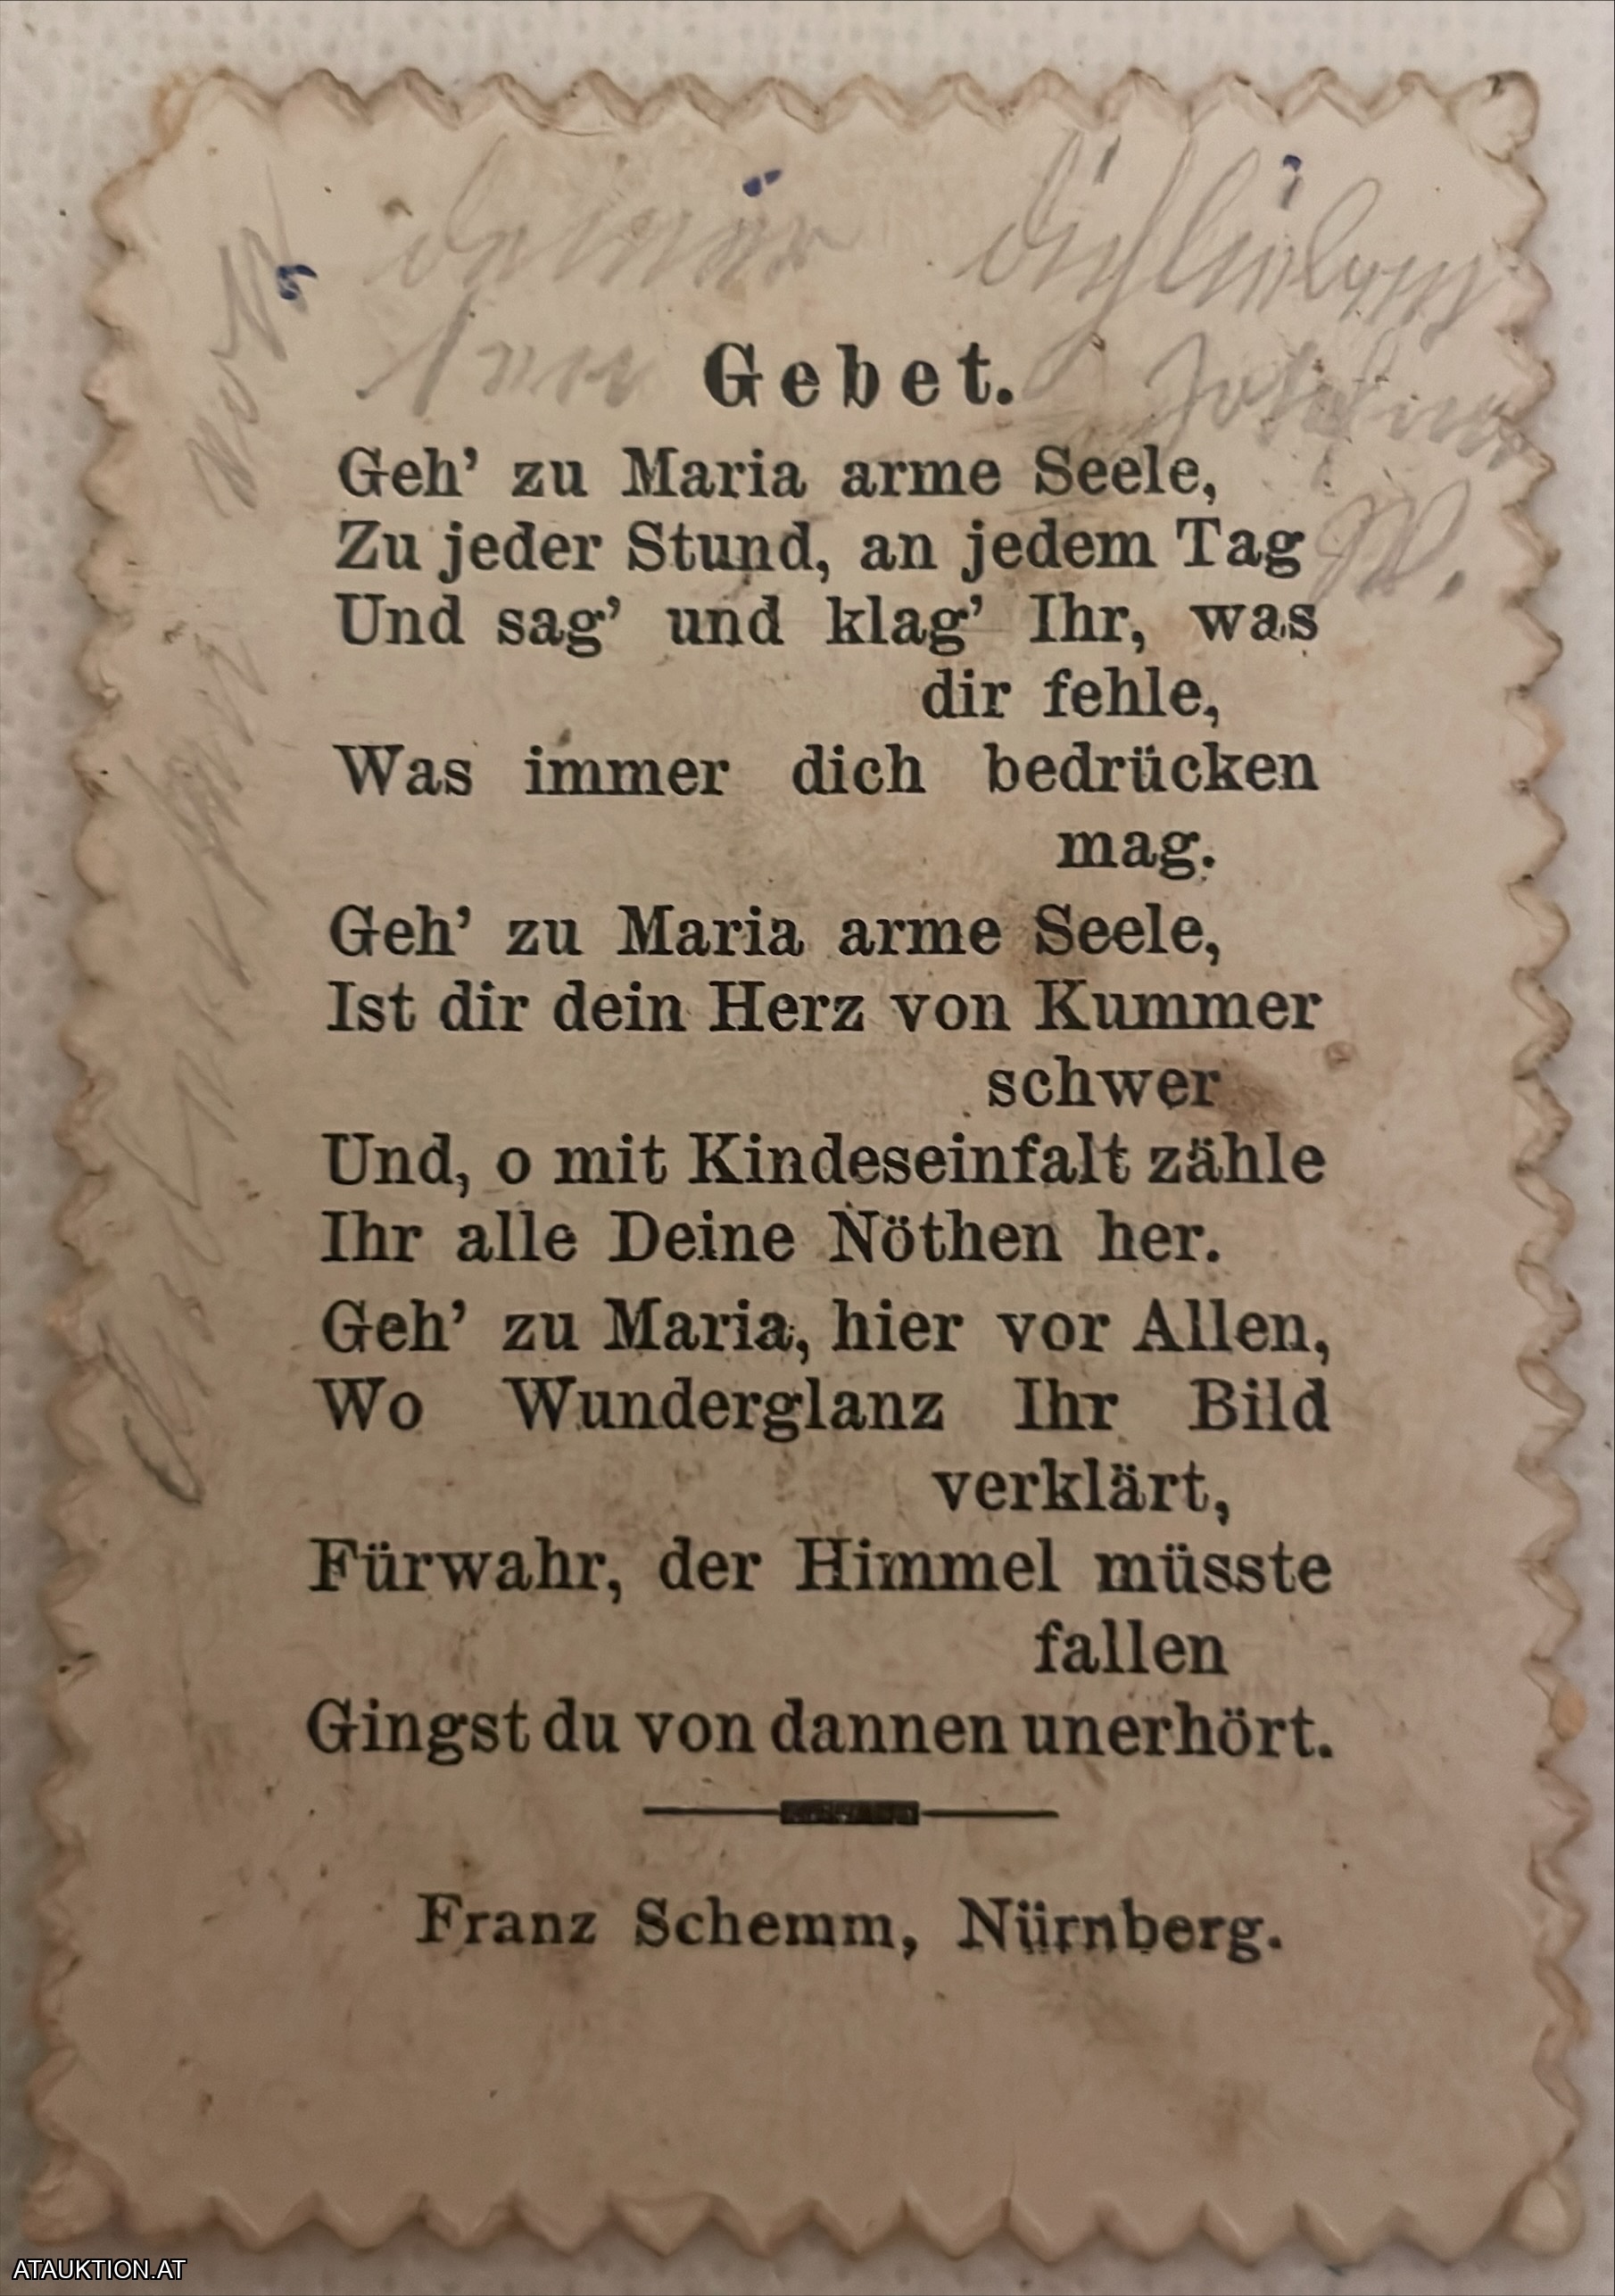 Gebet.
Geh’ zu Maria arme Seele,
Zu jeder Stund, an jedem Tag
Und sag’ und klag’ Ihr, was
dir fehle,
Was immer dich bedrücken
mag.
Geh’ zu Maria arme Seele,
Ist dir dein Herz von Kummer
schwer
Und, o mit Kindeseinfalt zähle
Ihr alle Deine Nöthen her.
Geh’ zu Maria, hier vor Allen,
Wo Wunderglanz Ihr Bild
verklärt,
Fürwahr, der Himmel müsste
fallen
Gingst du von dannen unerhört.
Franz Schemm, Nürnberg.
ATAUKTION.AT